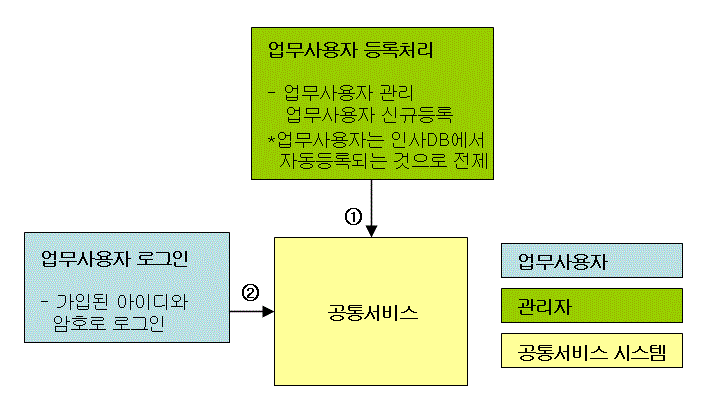 업무사용자 등록처리
- 업무사용자 관리
업무사용자 신규등록
*업무사용자는 인사DB에서
자동등록되는 것으로 전제
①
업무사용자 로그인
- 가입된 아이디와
암호로 로그인
②
공통서비스
업무사용자
관리자
공통서비스 시스템